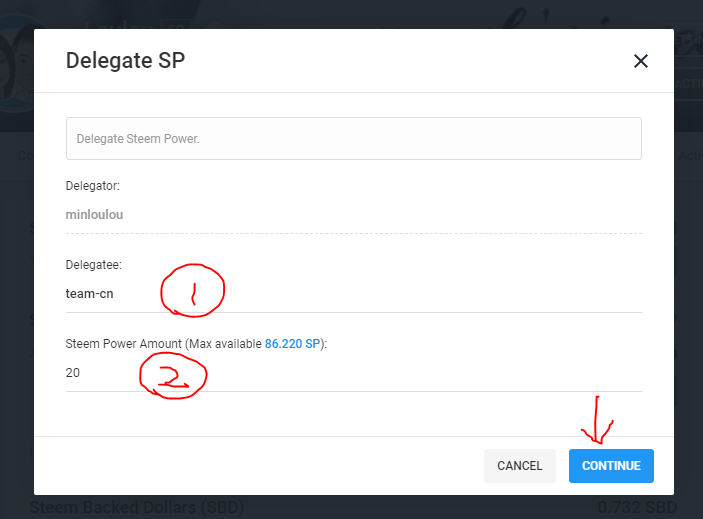 Delegate SP
Delegate Steem Power.
Delegator:
minloulou
Delegatee:
team-cn
1
Steem Power Amount (Max available 86.220 SP):
20
2
CANCEL
CONTINUE
Steem Backed Dollars (SBD)
0.732 SBD